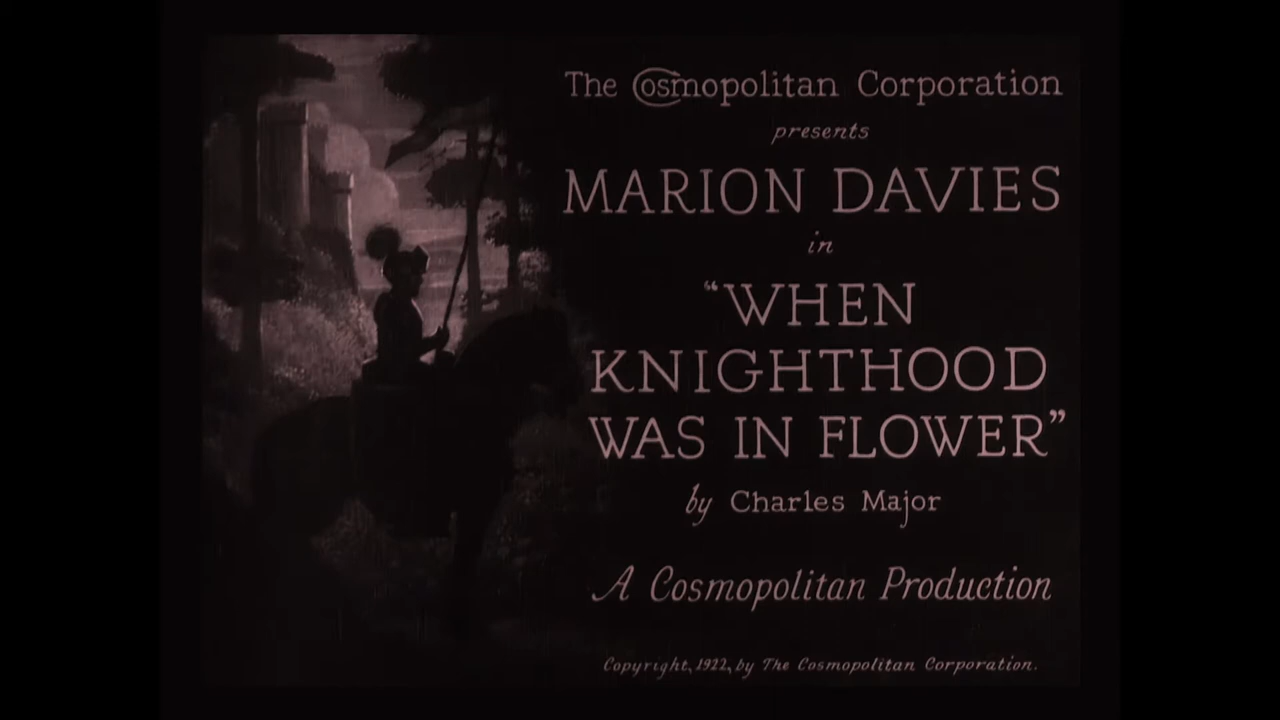 The Cosmopolitan Corporation
presents
MARION DAVIES
in
“WHEN
KNIGHTHOOD
WAS IN FLOWER”
by Charles Major
A Cosmopolitan Production
Copyright, 1922, by The Cosmopolitan Corporation.